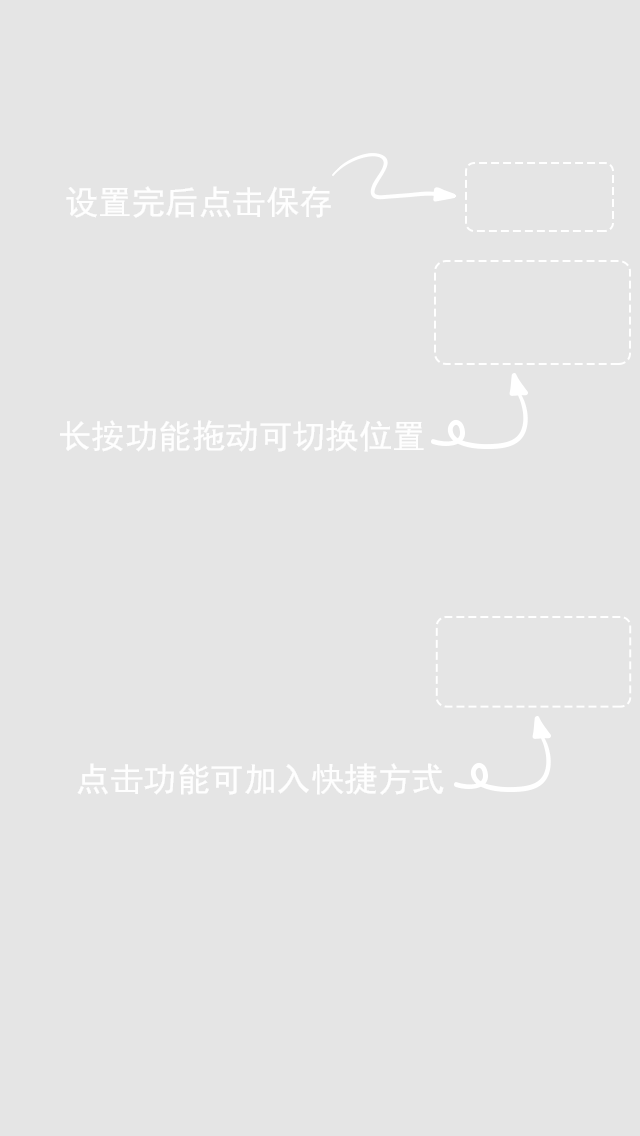 设置完后点击保存
长按功能拖动可切换位置
点击功能可加入快捷方式